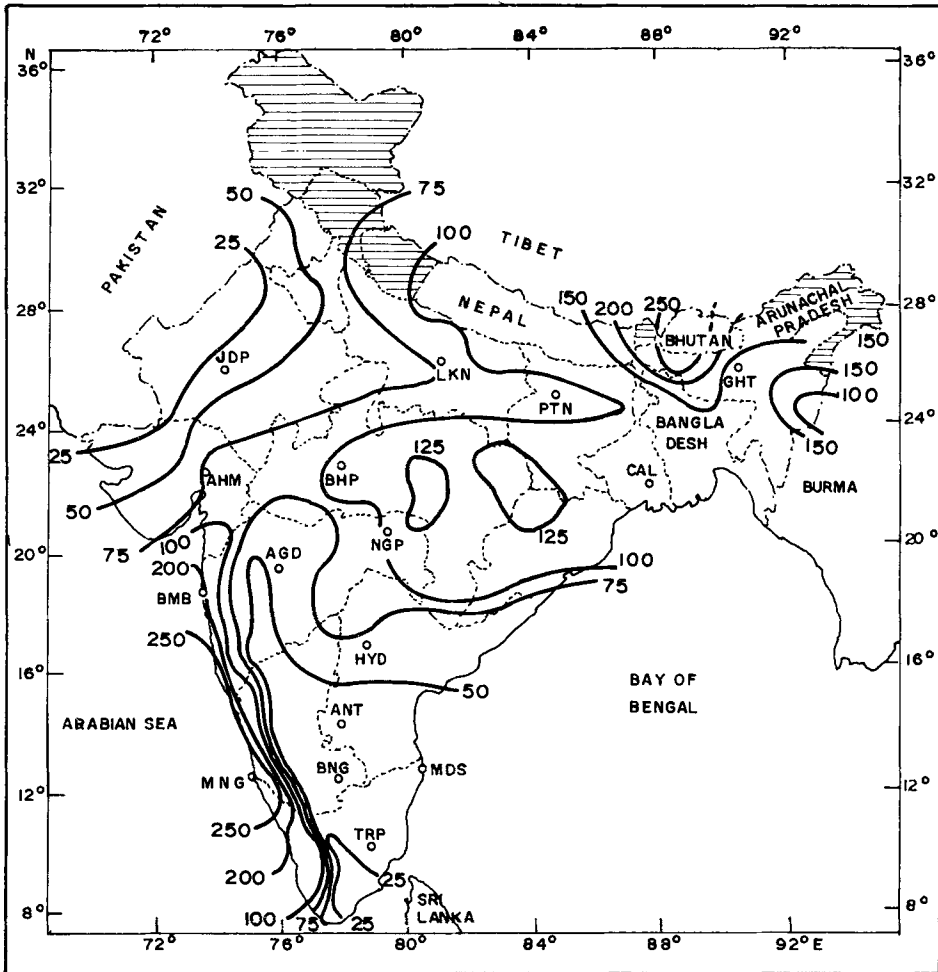 72° 76° 80° 84° 88° 92°
N
36° 36°
32° 32°
50 75
25 100
PAKISTAN
TIBET
NEPAL
150 200 250
BHUTAN
ARUNACHAL
PRADESH
28° 28°
150
JDP
LKN
GHT
150
PTN
100
24° 24°
BANGLA
DESH
25
125
150
AHM
BHP
CAL
BURMA
50
125
75
100
NGP
20° 20°
AGD
100
200
75
BMB
250
HYD
16° 16°
50
BAY OF
BENGAL
ARABIAN SEA
ANT
MNG
BNG
MDS
12° 12°
250
TRP
200
25
SRI
LANKA
8° 8°
100
75
25
72° 76° 80° 84° 88° 92°E